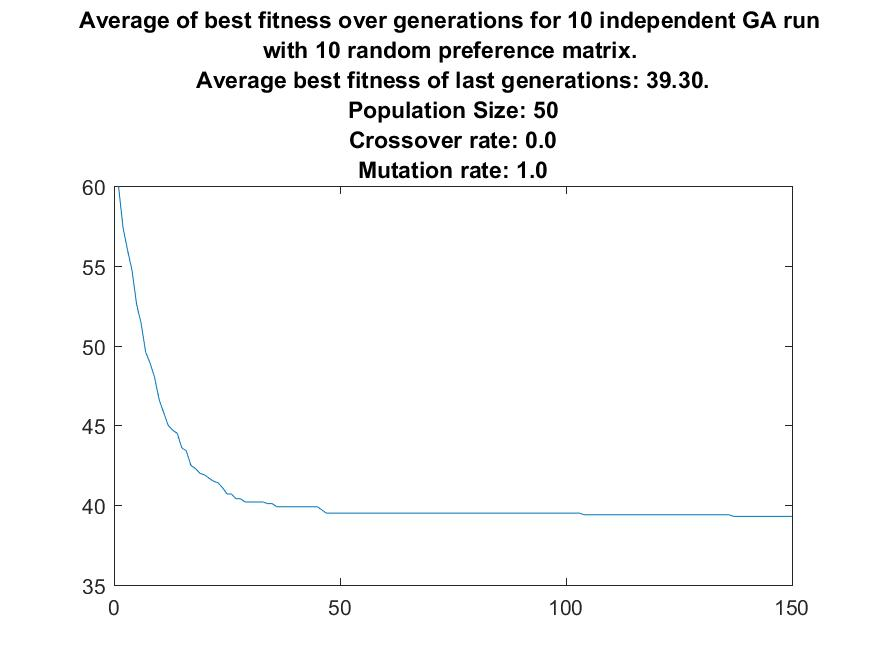 Average of best fitness over generations for 10 independent GA run
with 10 random preference matrix.
Average best fitness of last generations: 39.30.
Population Size: 50
Crossover rate: 0.0
Mutation rate: 1.0
60
55
50
45
40
35
0 50 100 150